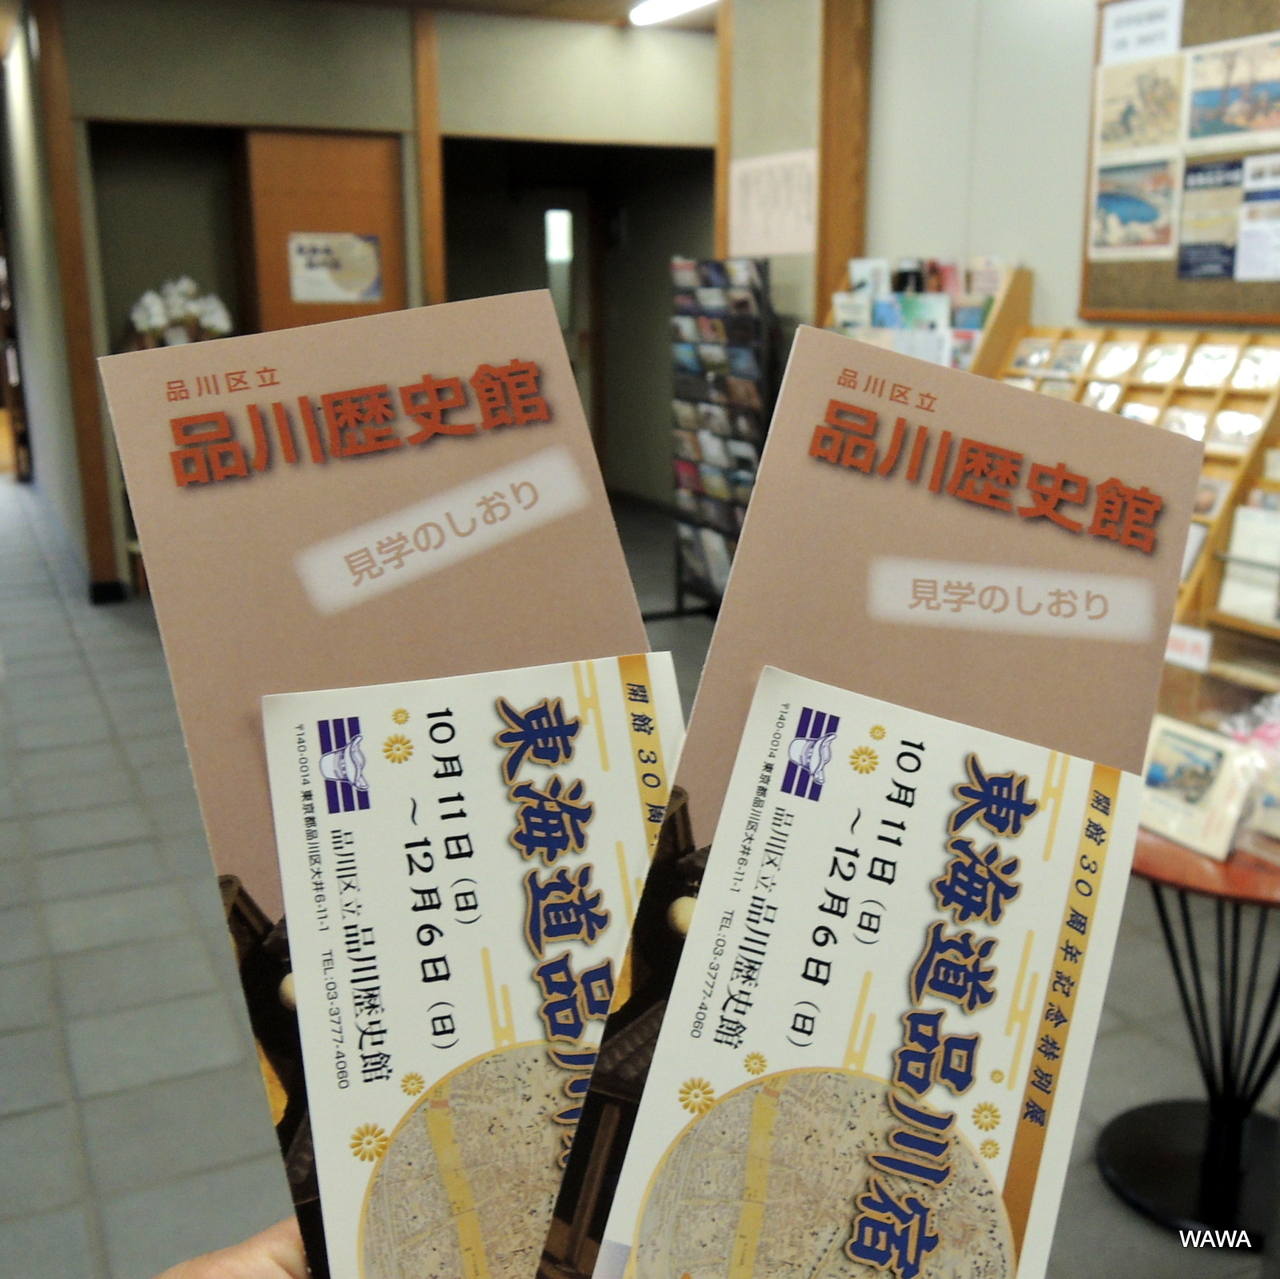 品川区立
品川歴史館
見学のしおり
開館30周年
東海道品川
10月11日(日)
~12月6日(日)
品川区立 品川歴史館
〒140-0014 東京都品川区大井6-11-1 TEL:03-3777-4060
品川区立
品川歴史館
見学のしおり
開館30周年記念特別展
東海道品川宿
10月11日(日)
~12月6日(日)
品川区立 品川歴史館
〒140-0014 東京都品川区大井6-11-1 TEL:03-3777-4060
WAWA